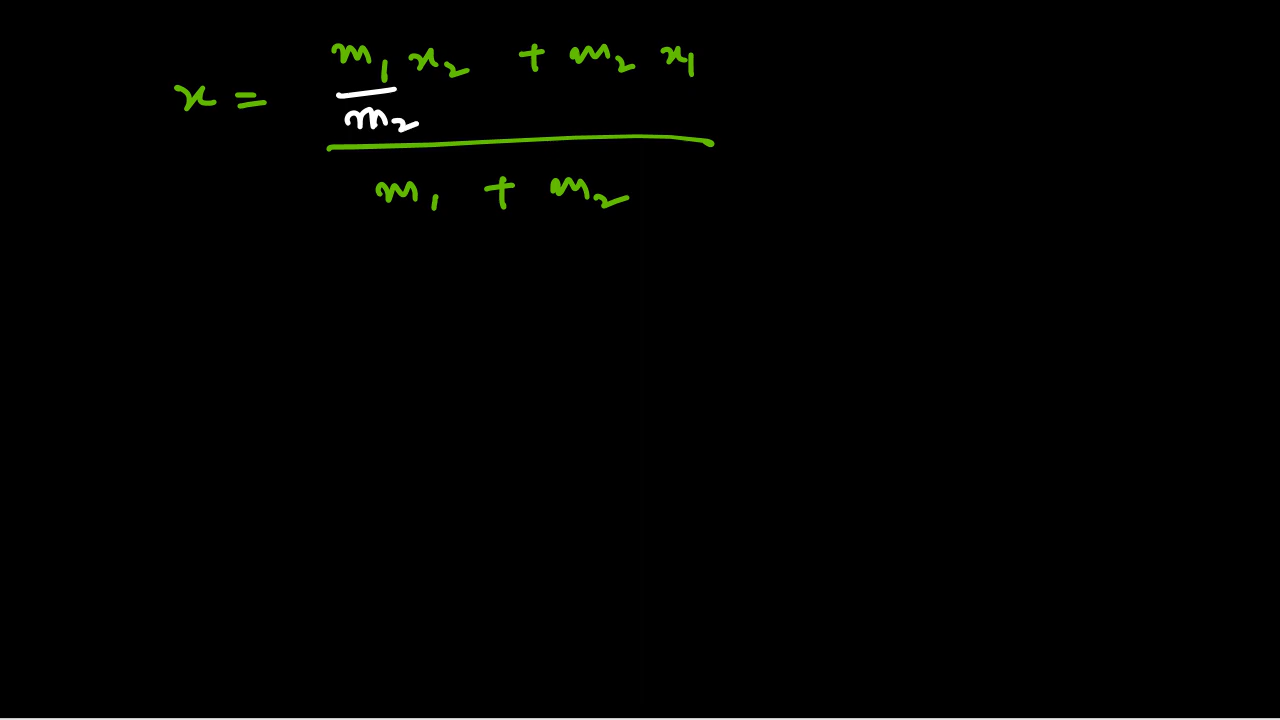 m₁ x₂ + m₂ x₁
x =
m₂
m₁ + m₂